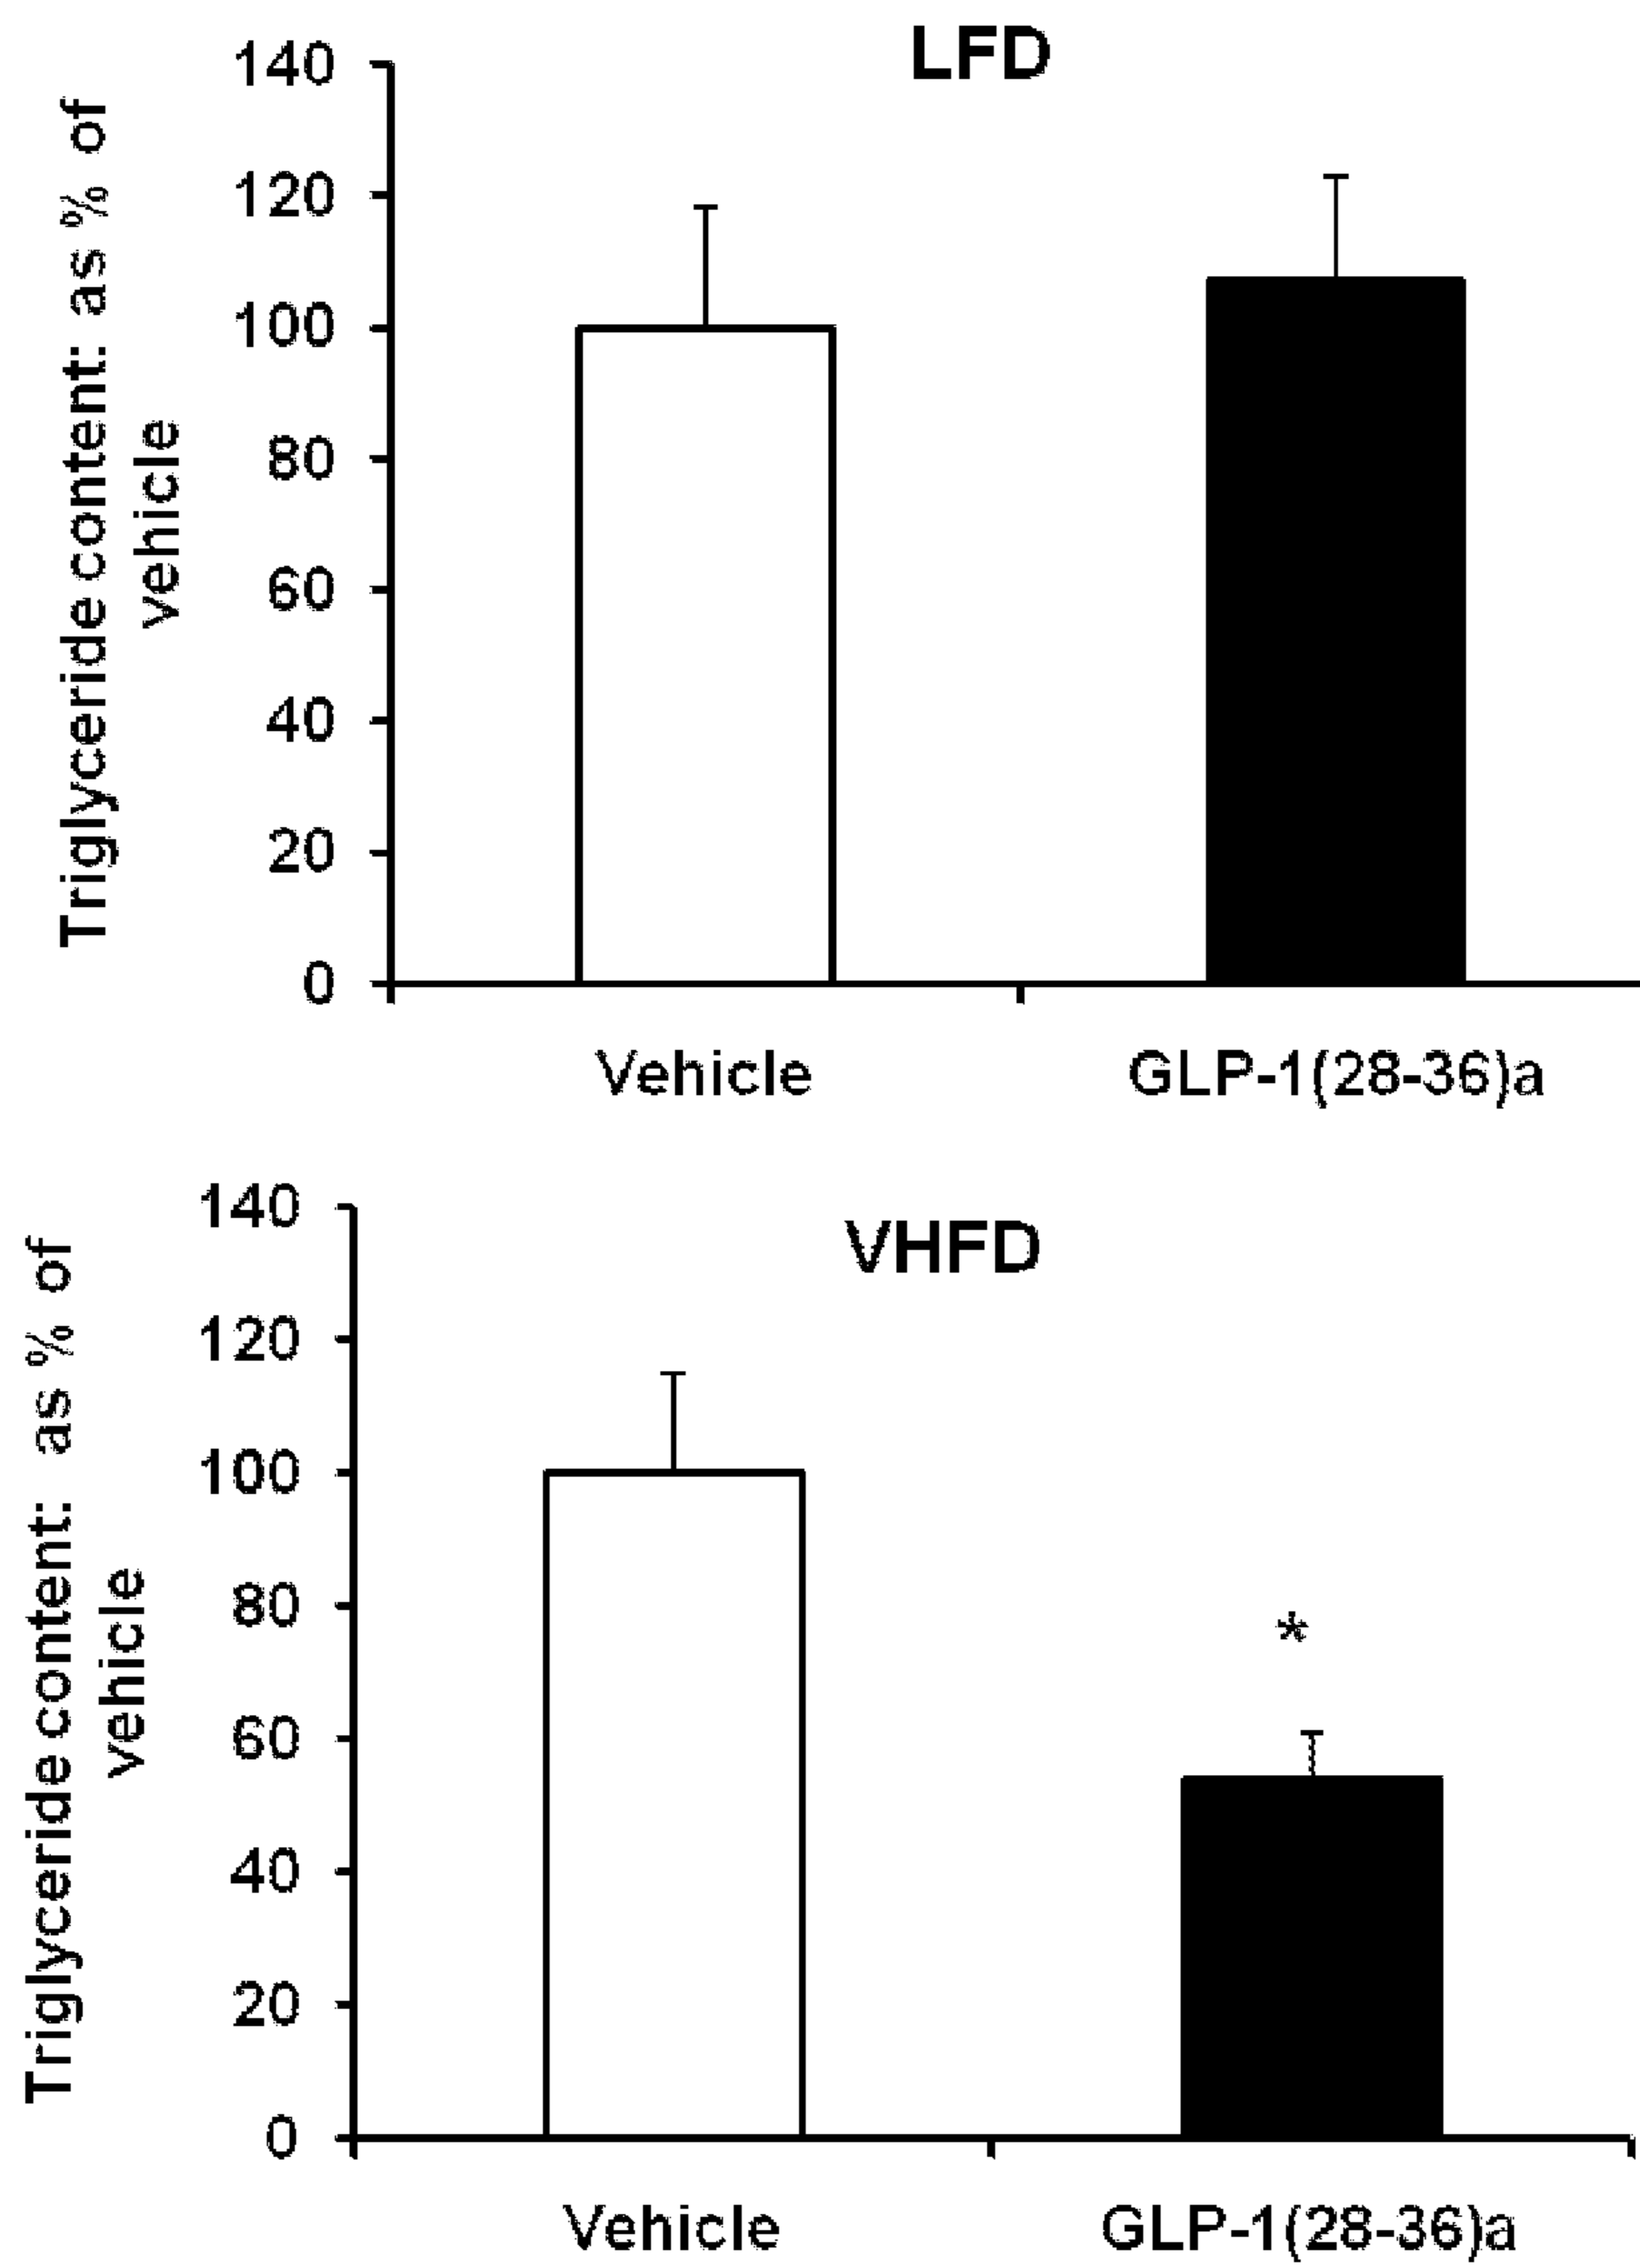 LFD
Triglyceride content: as % of
vehicle
140
120
100
80
60
40
20
0
Vehicle GLP-1(28-36)a
VHFD
Triglyceride content: as % of
vehicle
140
120
100
80
60
40
20
0
*
Vehicle GLP-1(28-36)a